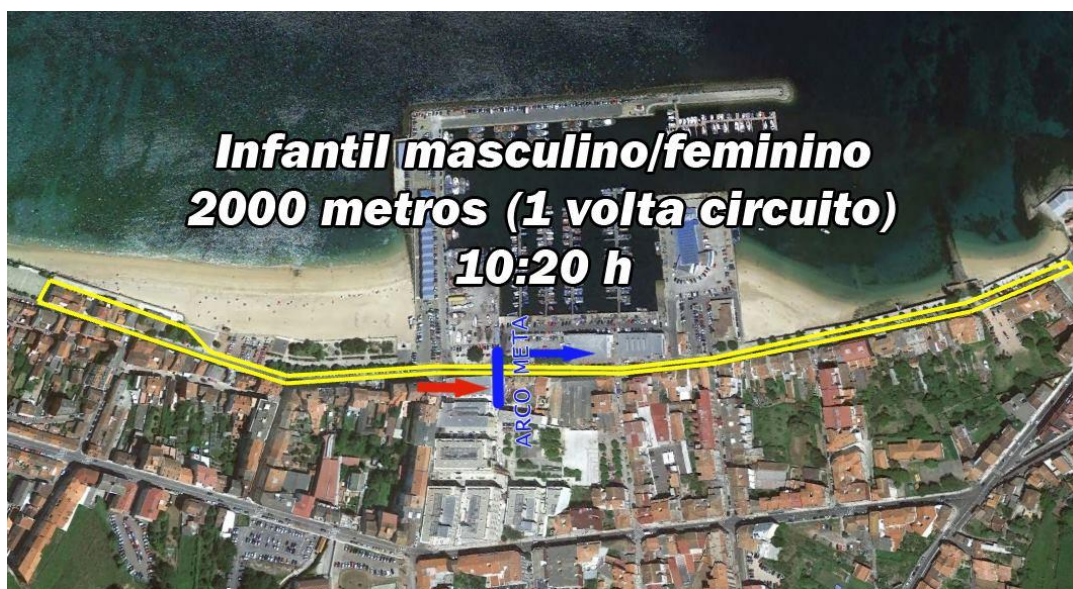 Infantil masculino/feminino
2000 metros (1 volta circuito)
10:20 h
ARCO META